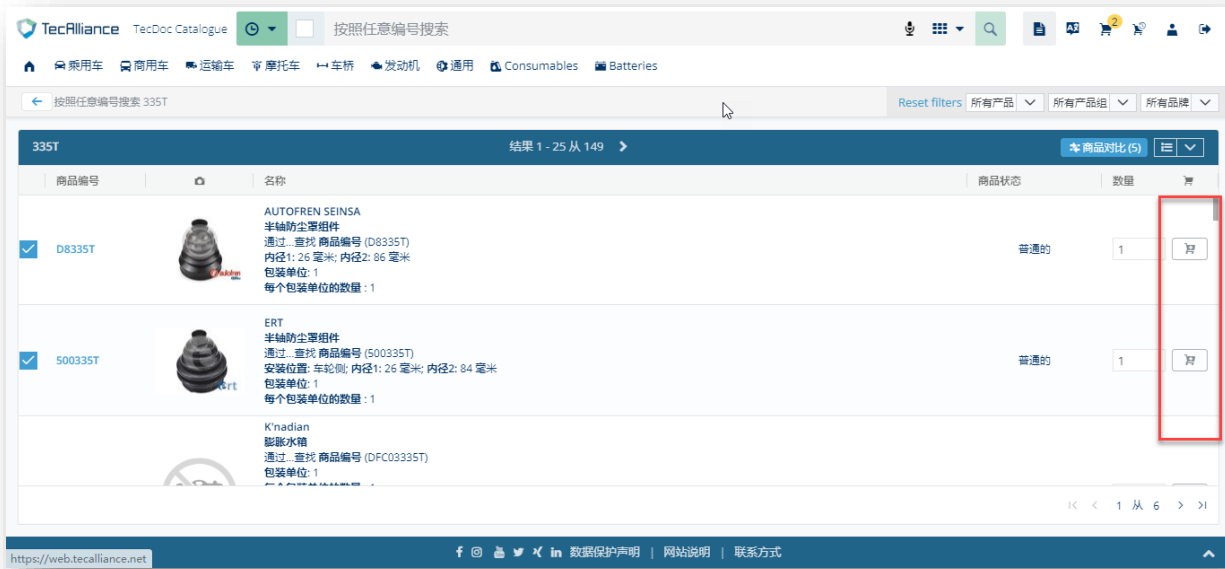 TecAlliance TecDoc Catalogue 按照任意编号搜索 2
乘用车 商用车 运输车 摩托车 车桥 发动机 通用 Consumables Batteries
按照任意编号搜索 335T Reset filters 所有产品 所有产品组 所有品牌
335T 结果 1 - 25 从 149 商品对比 (5)
商品编号 名称 商品状态 数量
AUTOFREN SEINSA
半轴防尘罩组件
通过...查找 商品编号 (D8335T)
D8335T 普通的 1
内径1: 26 毫米; 内径2: 86 毫米
包装单位: 1
每个包装单位的数量 : 1
ERT
半轴防尘罩组件
通过...查找 商品编号 (500335T)
500335T 普通的 1
安装位置: 车轮侧; 内径1: 26 毫米; 内径2: 84 毫米
包装单位: 1
每个包装单位的数量 : 1
K'nadian
膨胀水箱
通过...查找 商品编号 (DFC03335T)
包装单位: 1
1 从 6
数据保护声明 | 网站说明 | 联系方式
https://web.tecalliance.net